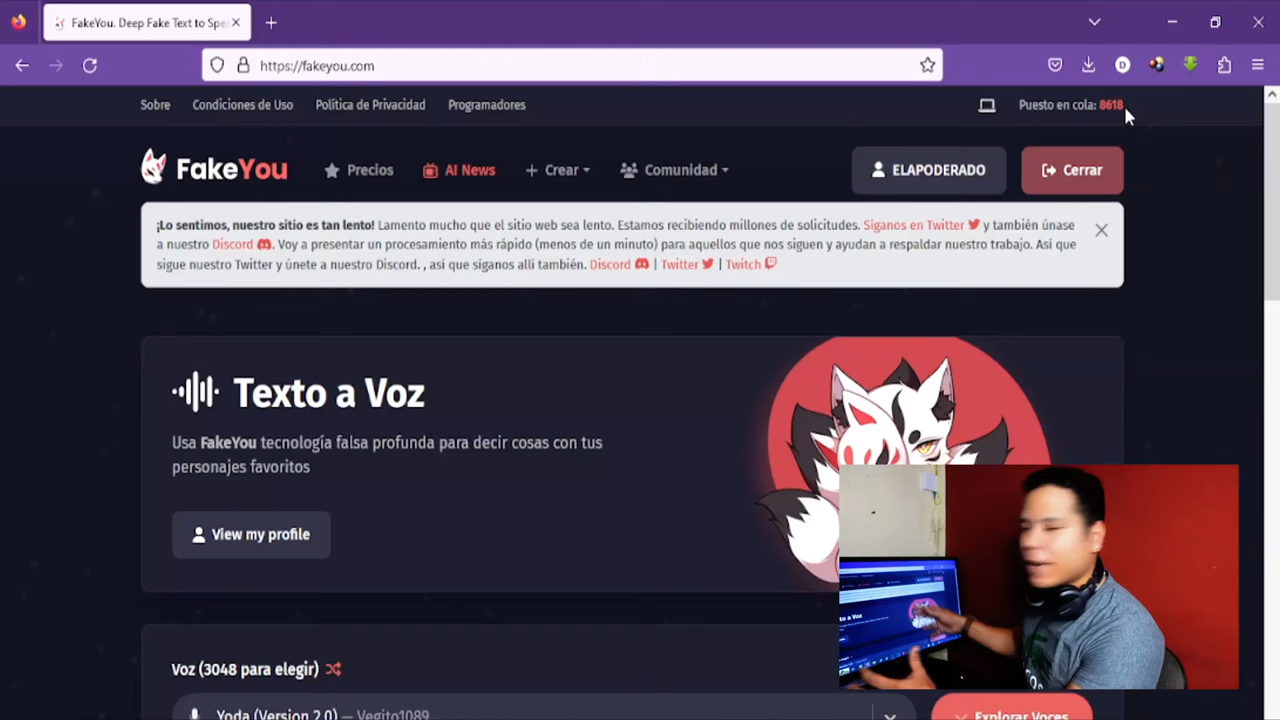 FakeYou. Deep Fake Text to Spe
https://fakeyou.com
Sobre Condiciones de Uso Política de Privacidad Programadores Puesto en cola: 8618
FakeYou Precios AI News Crear Comunidad ELAPODERADO Cerrar
¡Lo sentimos, nuestro sitio es tan lento! Lamento mucho que el sitio web sea lento. Estamos recibiendo millones de solicitudes. Síganos en Twitter y también únase
a nuestro Discord. Voy a presentar un procesamiento más rápido (menos de un minuto) para aquellos que nos siguen y ayudan a respaldar nuestro trabajo. Así que
sigue nuestro Twitter y únete a nuestro Discord. , así que síganos allí también. Discord | Twitter | Twitch
Texto a Voz
Usa FakeYou tecnología falsa profunda para decir cosas con tus
personajes favoritos
View my profile
Voz (3048 para elegir)
Yoda (Version 2.0) — Vegito1089
Explorar Voces